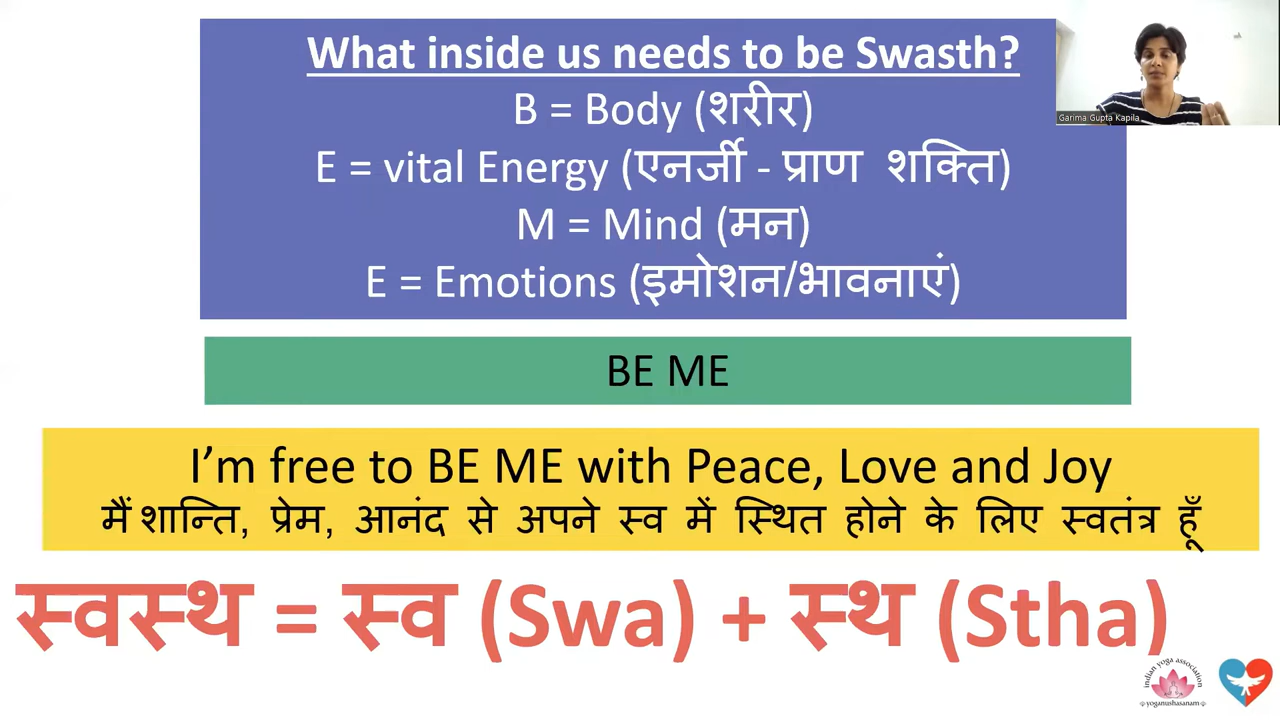 What inside us needs to be Swasth?
B = Body (शरीर)
E = vital Energy (एनर्जी - प्राण शक्ति)
M = Mind (मन)
E = Emotions (इमोशन/भावनाएं)
Garima Gupta Kapila
BE ME
I’m free to BE ME with Peace, Love and Joy
मैं शान्ति, प्रेम, आनंद से अपने स्व में स्थित होने के लिए स्वतंत्र हूँ
स्वस्थ = स्व (Swa) + स्थ (Stha)
indian yoga association
yoganushasanam